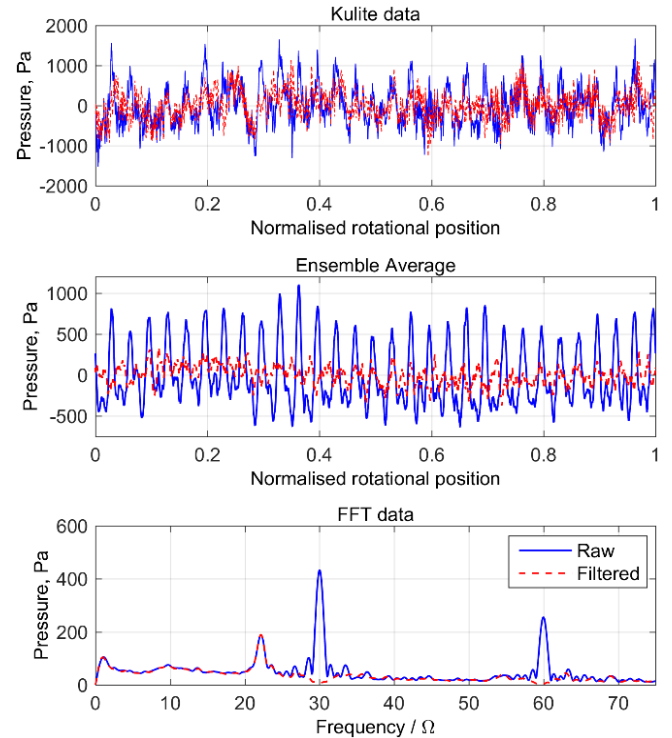 Kulite data
2000
1000
0
-1000
-2000
Pressure, Pa
0 0.2 0.4 0.6 0.8 1
Normalised rotational position
Ensemble Average
1000
500
0
-500
Pressure, Pa
0 0.2 0.4 0.6 0.8 1
Normalised rotational position
FFT data
600
400
200
0
Pressure, Pa
Raw
Filtered
0 10 20 30 40 50 60 70
Frequency / Ω